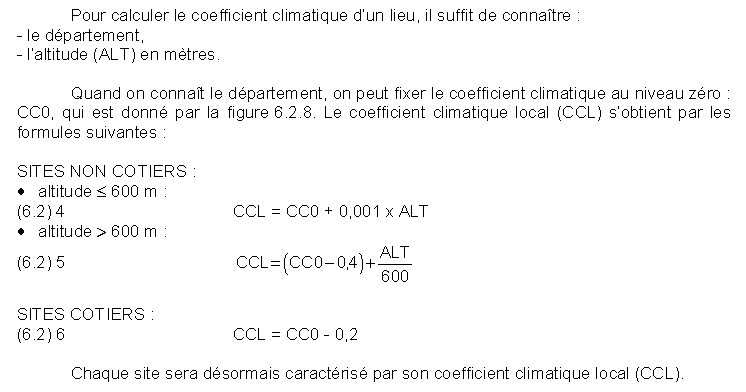 Pour calculer le coefficient climatique d'un lieu, il suffit de connaître :
- le département,
- l'altitude (ALT) en mètres.
Quand on connaît le département, on peut fixer le coefficient climatique au niveau zéro :
CC0, qui est donné par la figure 6.2.8. Le coefficient climatique local (CCL) s'obtient par les
formules suivantes :
SITES NON COTIERS :
• altitude ≤ 600 m :
(6.2) 4 CCL = CC0 + 0,001 x ALT
• altitude > 600 m :
(6.2) 5 CCL=(CC0−0,4)+ALT/600
SITES COTIERS :
(6.2) 6 CCL = CC0 - 0,2
Chaque site sera désormais caractérisé par son coefficient climatique local (CCL).